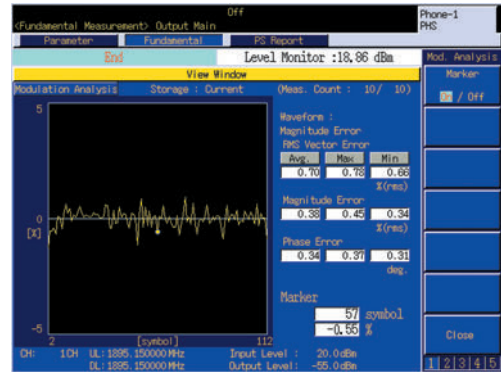 Off
<Fundamental Measurement> Output Main
Phone-1
PHS
Parameter Fundamental PS Report
End Level Monitor :18.86 dBm
Mod. Analysis
View Window
Marker
On / Off
Modulation Analysis Storage : Current (Meas. Count : 10/ 10)
5
0
[%]
-5
2 [symbol] 112
Waveform :
Magnitude Error
RMS Vector Error
Avg. Max Min
0.70 0.78 0.66
%(rms)
Magnitude Error
0.38 0.45 0.34
%(rms)
Phase Error
0.34 0.37 0.31
deg.
Marker
57 symbol
-0.55 %
Close
CH: 1CH UL:1895.150000MHz Input Level : 20.0dBm
DL:1895.150000MHz Output Level: -55.0dBm
1 2 3 4 5